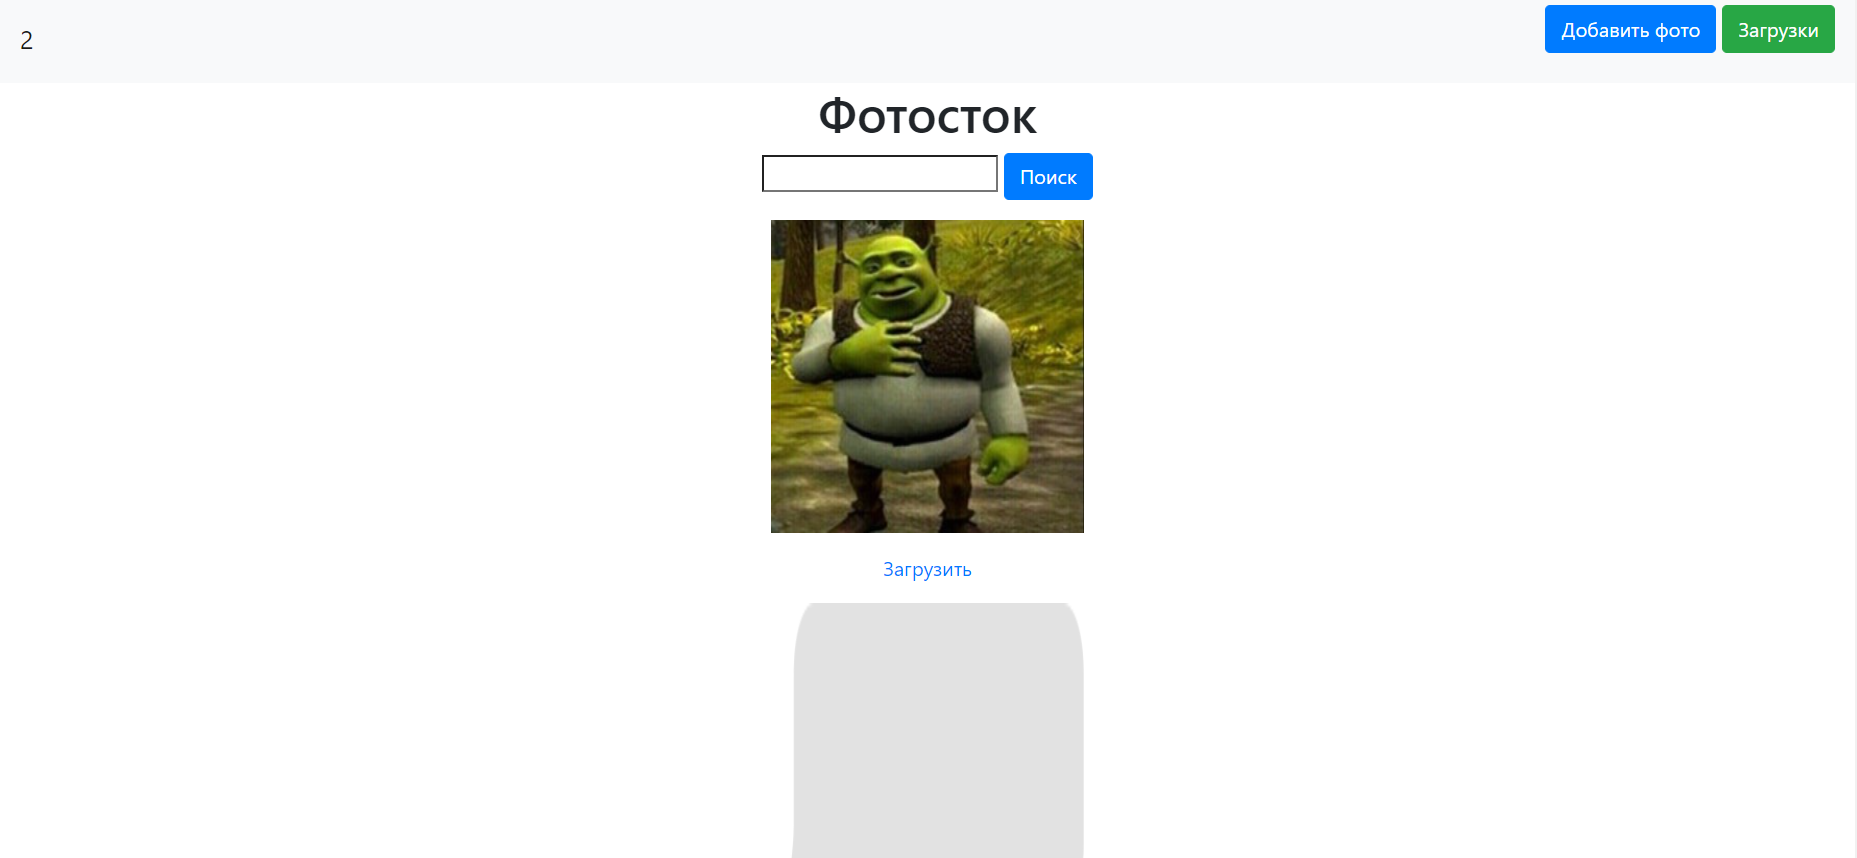 2
Добавить фото
Загрузки
Фотосток
Поиск
Загрузить